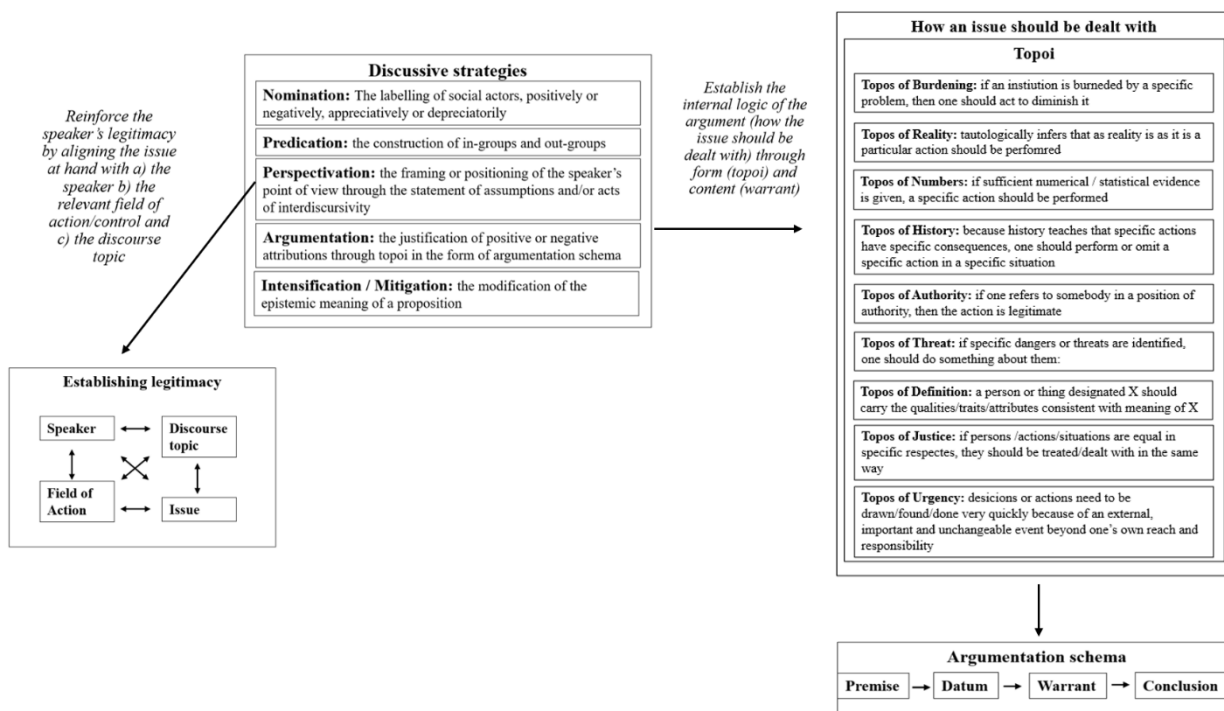 Reinforce the
speaker's legitimacy
by aligning the issue
at hand with a) the
speaker b) the
relevant field of
action/control and
c) the discourse
topic
Discussive strategies
Nomination: The labelling of social actors, positively or
negatively, appreciatively or depreciatorily
Predication: the construction of in-groups and out-groups
Perspectivation: the framing or positioning of the speaker's
point of view through the statement of assumptions and/or acts
of interdiscursivity
Argumentation: the justification of positive or negative
attributions through topoi in the form of argumentation schema
Intensification / Mitigation: the modification of the
epistemic meaning of a proposition
Establishing legitimacy
Speaker
Discourse
topic
Field of
Action
Issue
Establish the
internal logic of the
argument (how the
issue should be
dealt with) through
form (topoi) and
content (warrant)
How an issue should be dealt with
Topoi
Topos of Burdening: if an instiution is burneded by a specific
problem, then one should act to diminish it
Topos of Reality: tautologically infers that as reality is as it is a
particular action should be perfomred
Topos of Numbers: if sufficient numerical / statistical evidence
is given, a specific action should be performed
Topos of History: because history teaches that specific actions
have specific consequences, one should perform or omit a
specific action in a specific situation
Topos of Authority: if one refers to somebody in a position of
authority, then the action is legitimate
Topos of Threat: if specific dangers or threats are identified,
one should do something about them:
Topos of Definition: a person or thing designated X should
carry the qualities/traits/attributes consistent with meaning of X
Topos of Justice: if persons /actions/situations are equal in
specific respectes, they should be treated/dealt with in the same
way
Topos of Urgency: desicions or actions need to be
drawn/found/done very quickly because of an external,
important and unchangeable event beyond one's own reach and
responsibility
Argumentation schema
Premise
Datum
Warrant
Conclusion